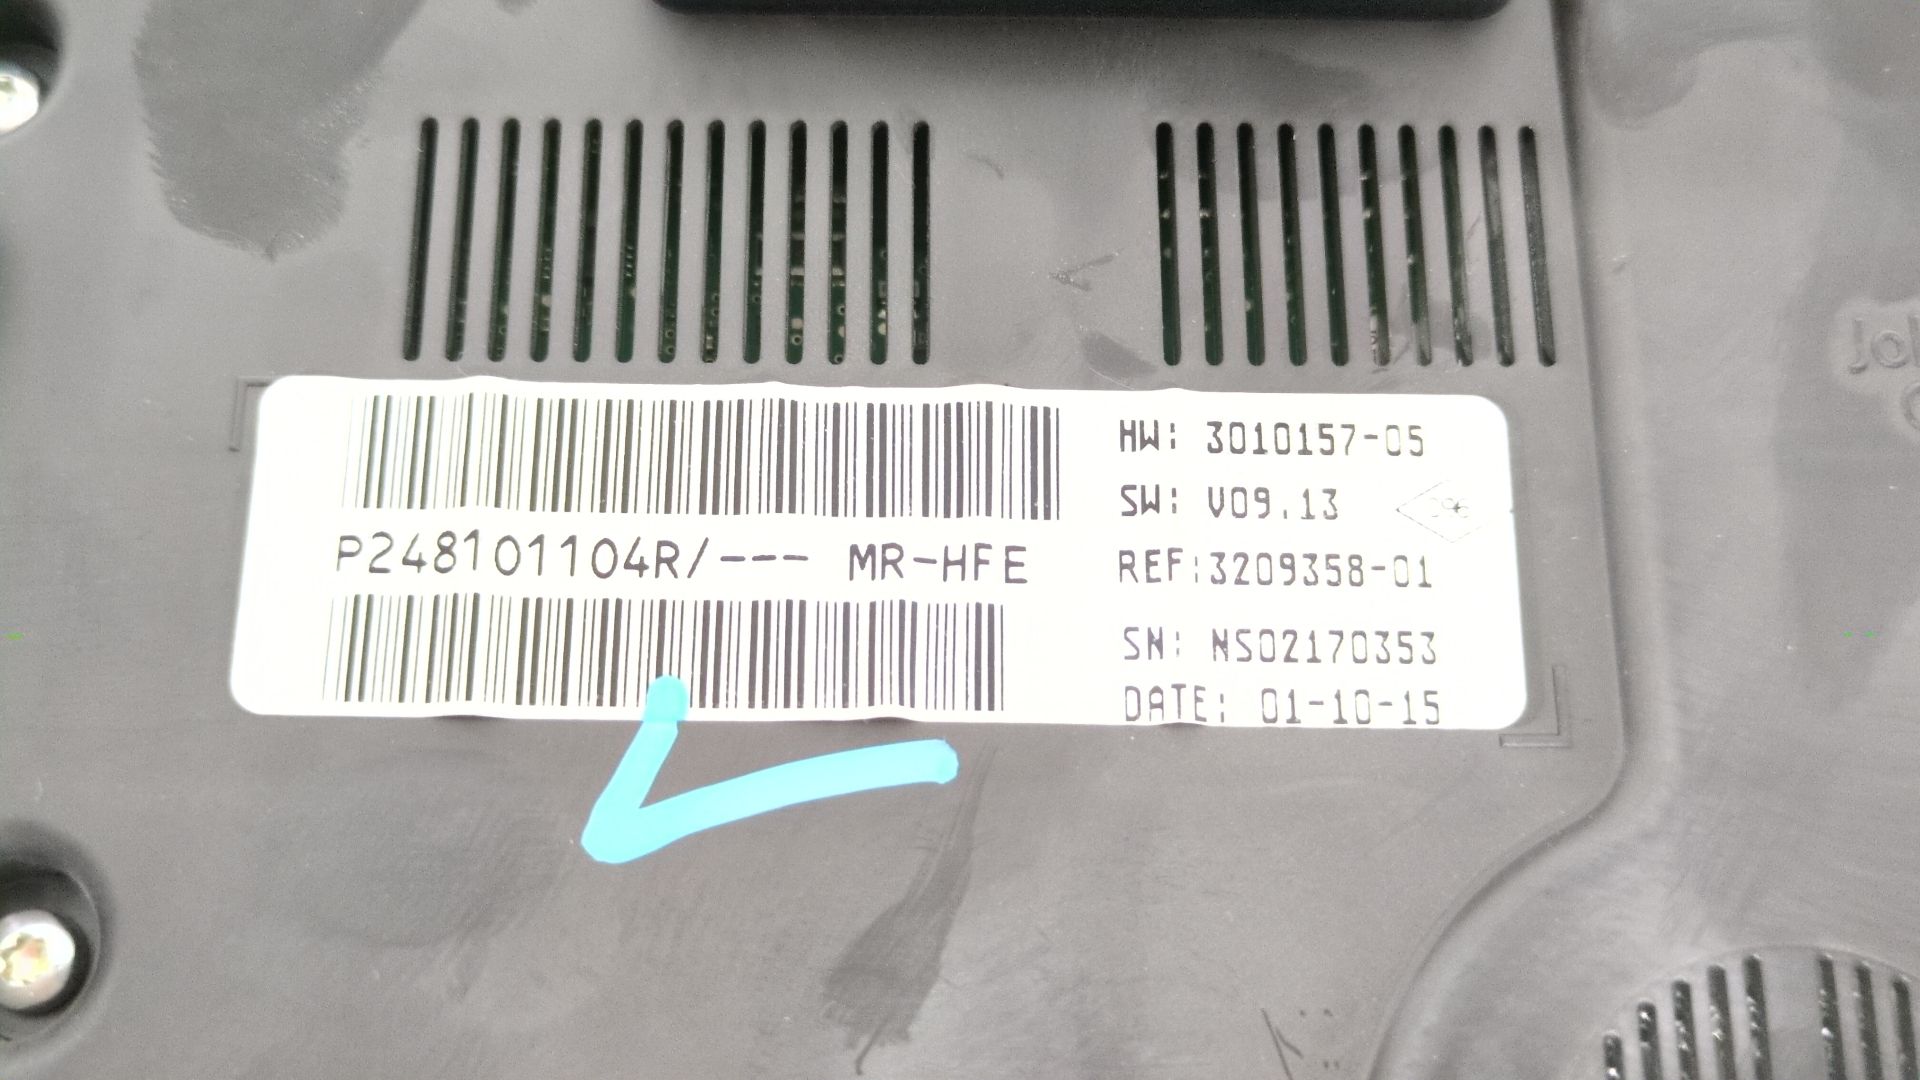 P248101104R/--- MR-HFE
HW: 3010157-05
SW: V09.13
REF:3209358-01
SN: NS02170353
DATE: 01-10-15